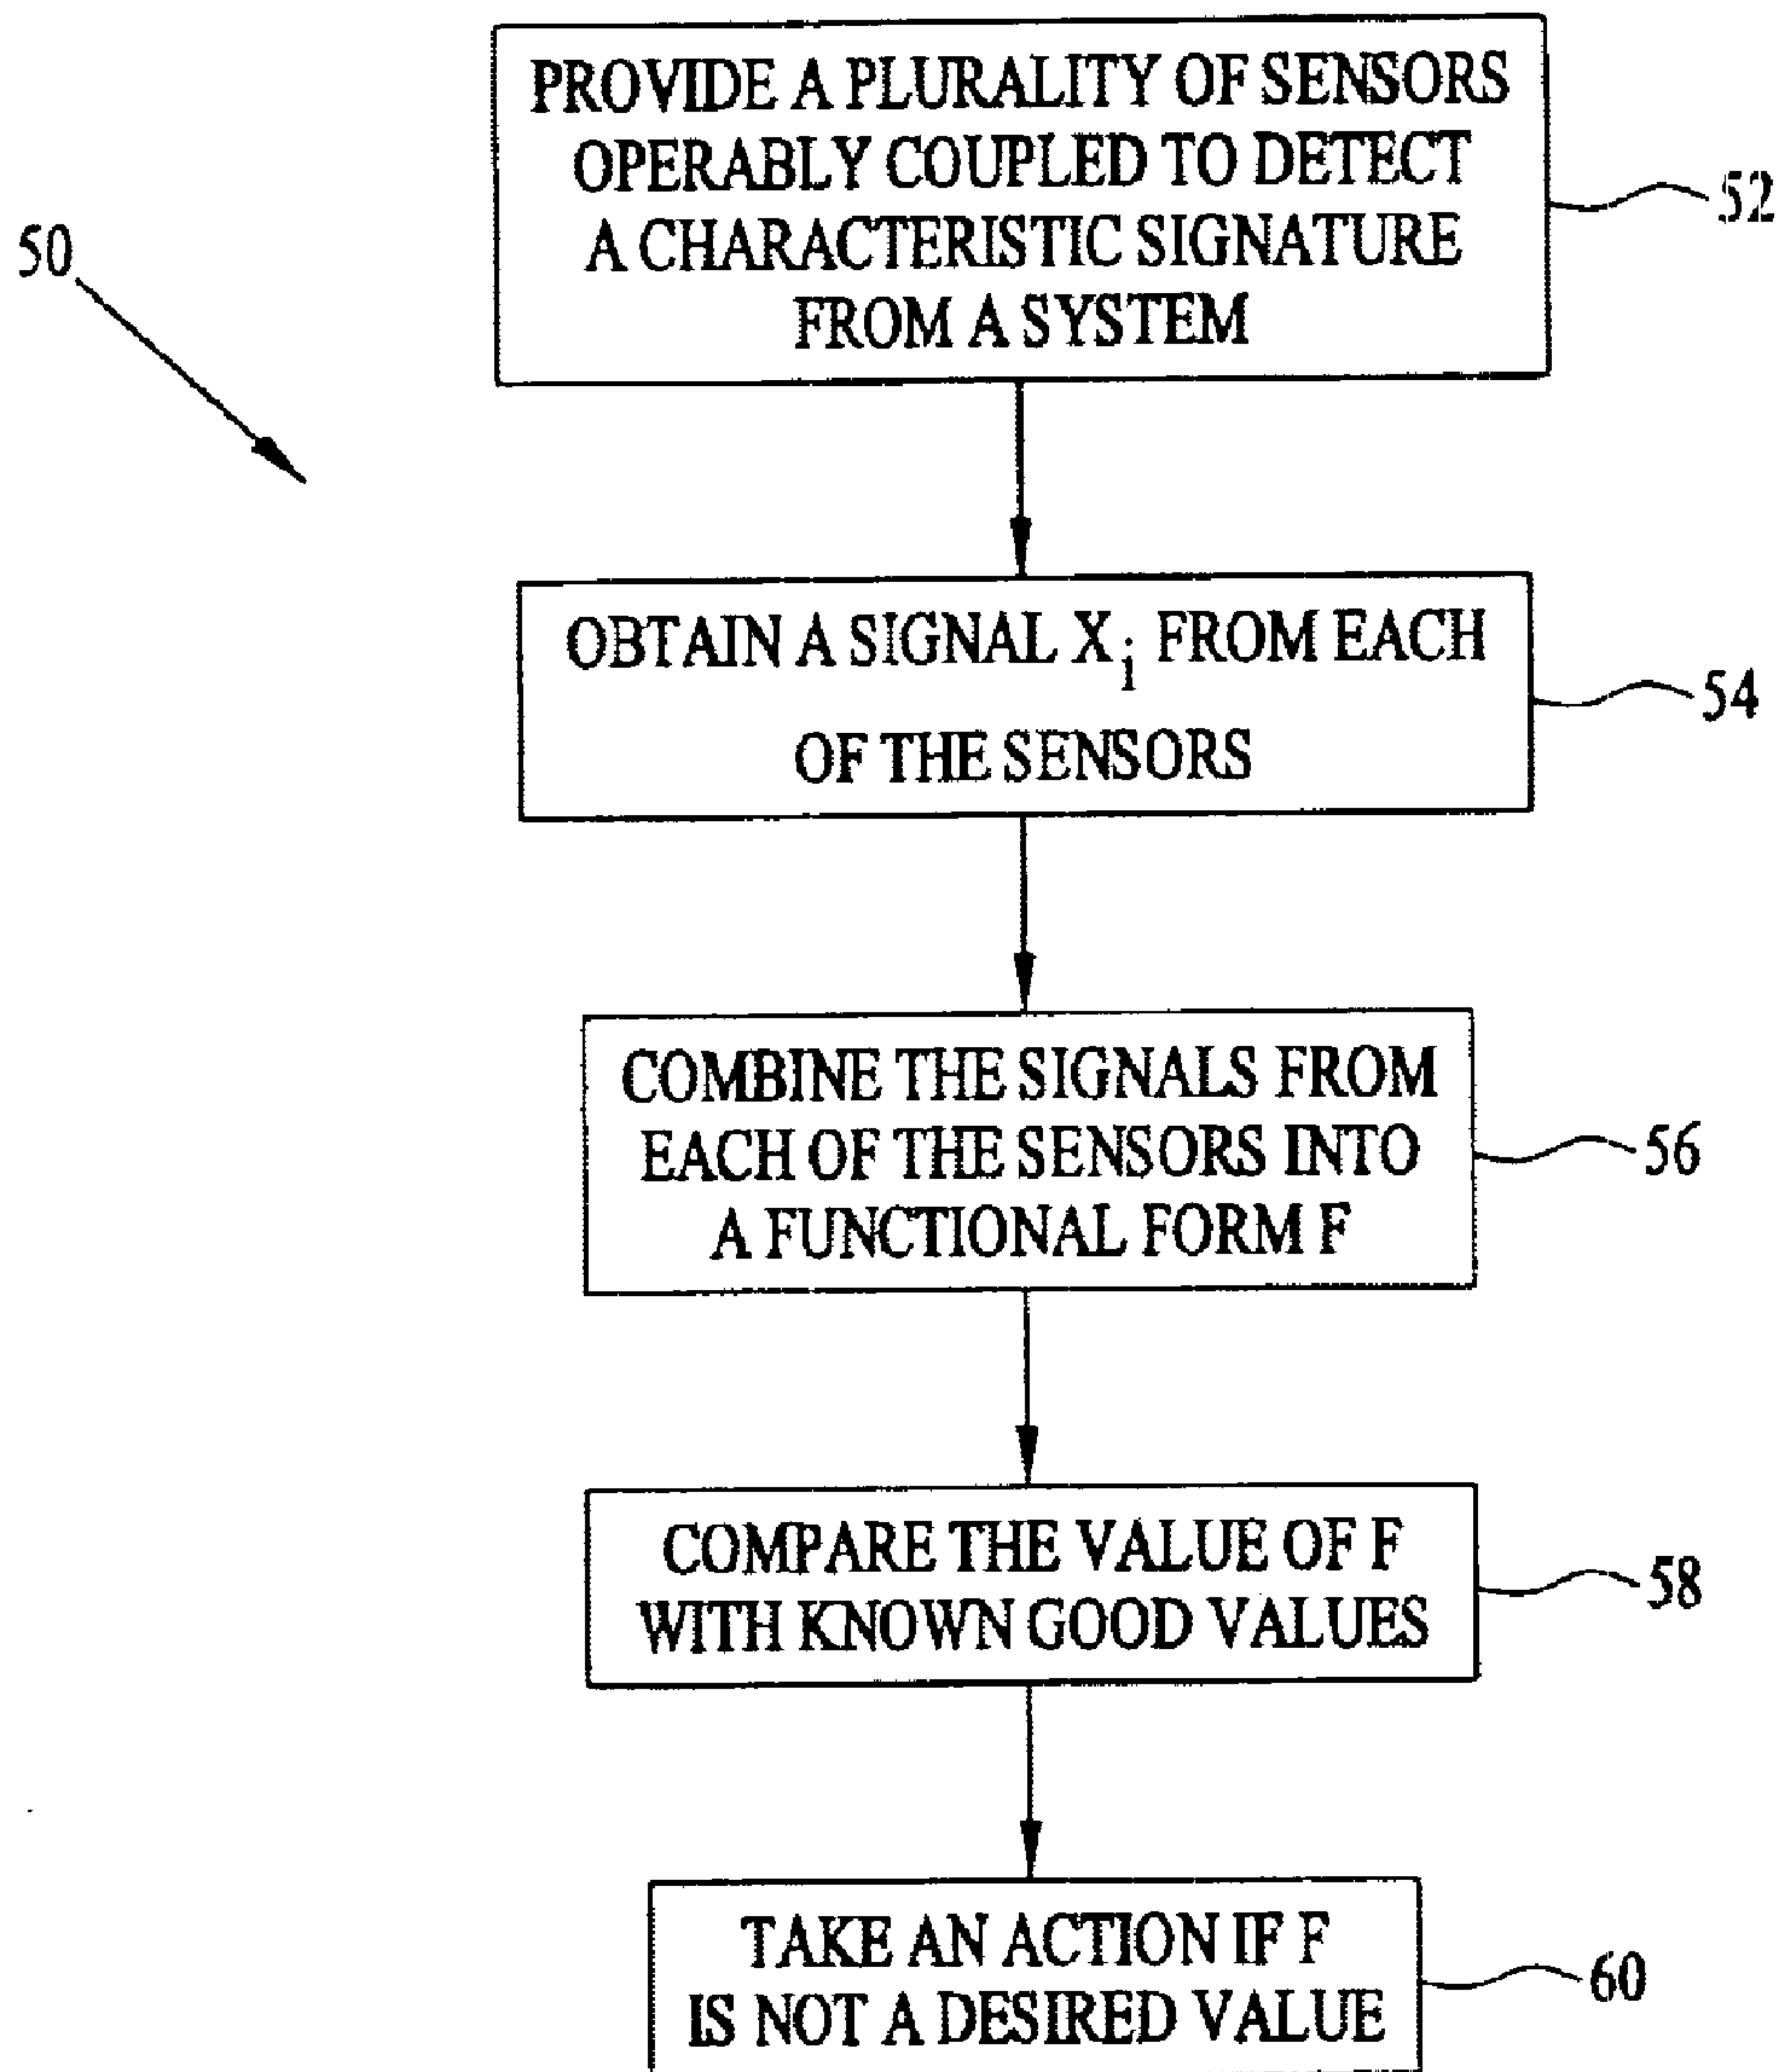 PROVIDE A PLURALITY OF SENSORS
OPERABLY COUPLED TO DETECT
A CHARACTERISTIC SIGNATURE
FROM A SYSTEM
52
50
OBTAIN A SIGNAL Xi FROM EACH
OF THE SENSORS
54
COMBINE THE SIGNALS FROM
EACH OF THE SENSORS INTO
A FUNCTIONAL FORM F
56
COMPARE THE VALUE OF F
WITH KNOWN GOOD VALUES
58
TAKE AN ACTION IF F
IS NOT A DESIRED VALUE
60